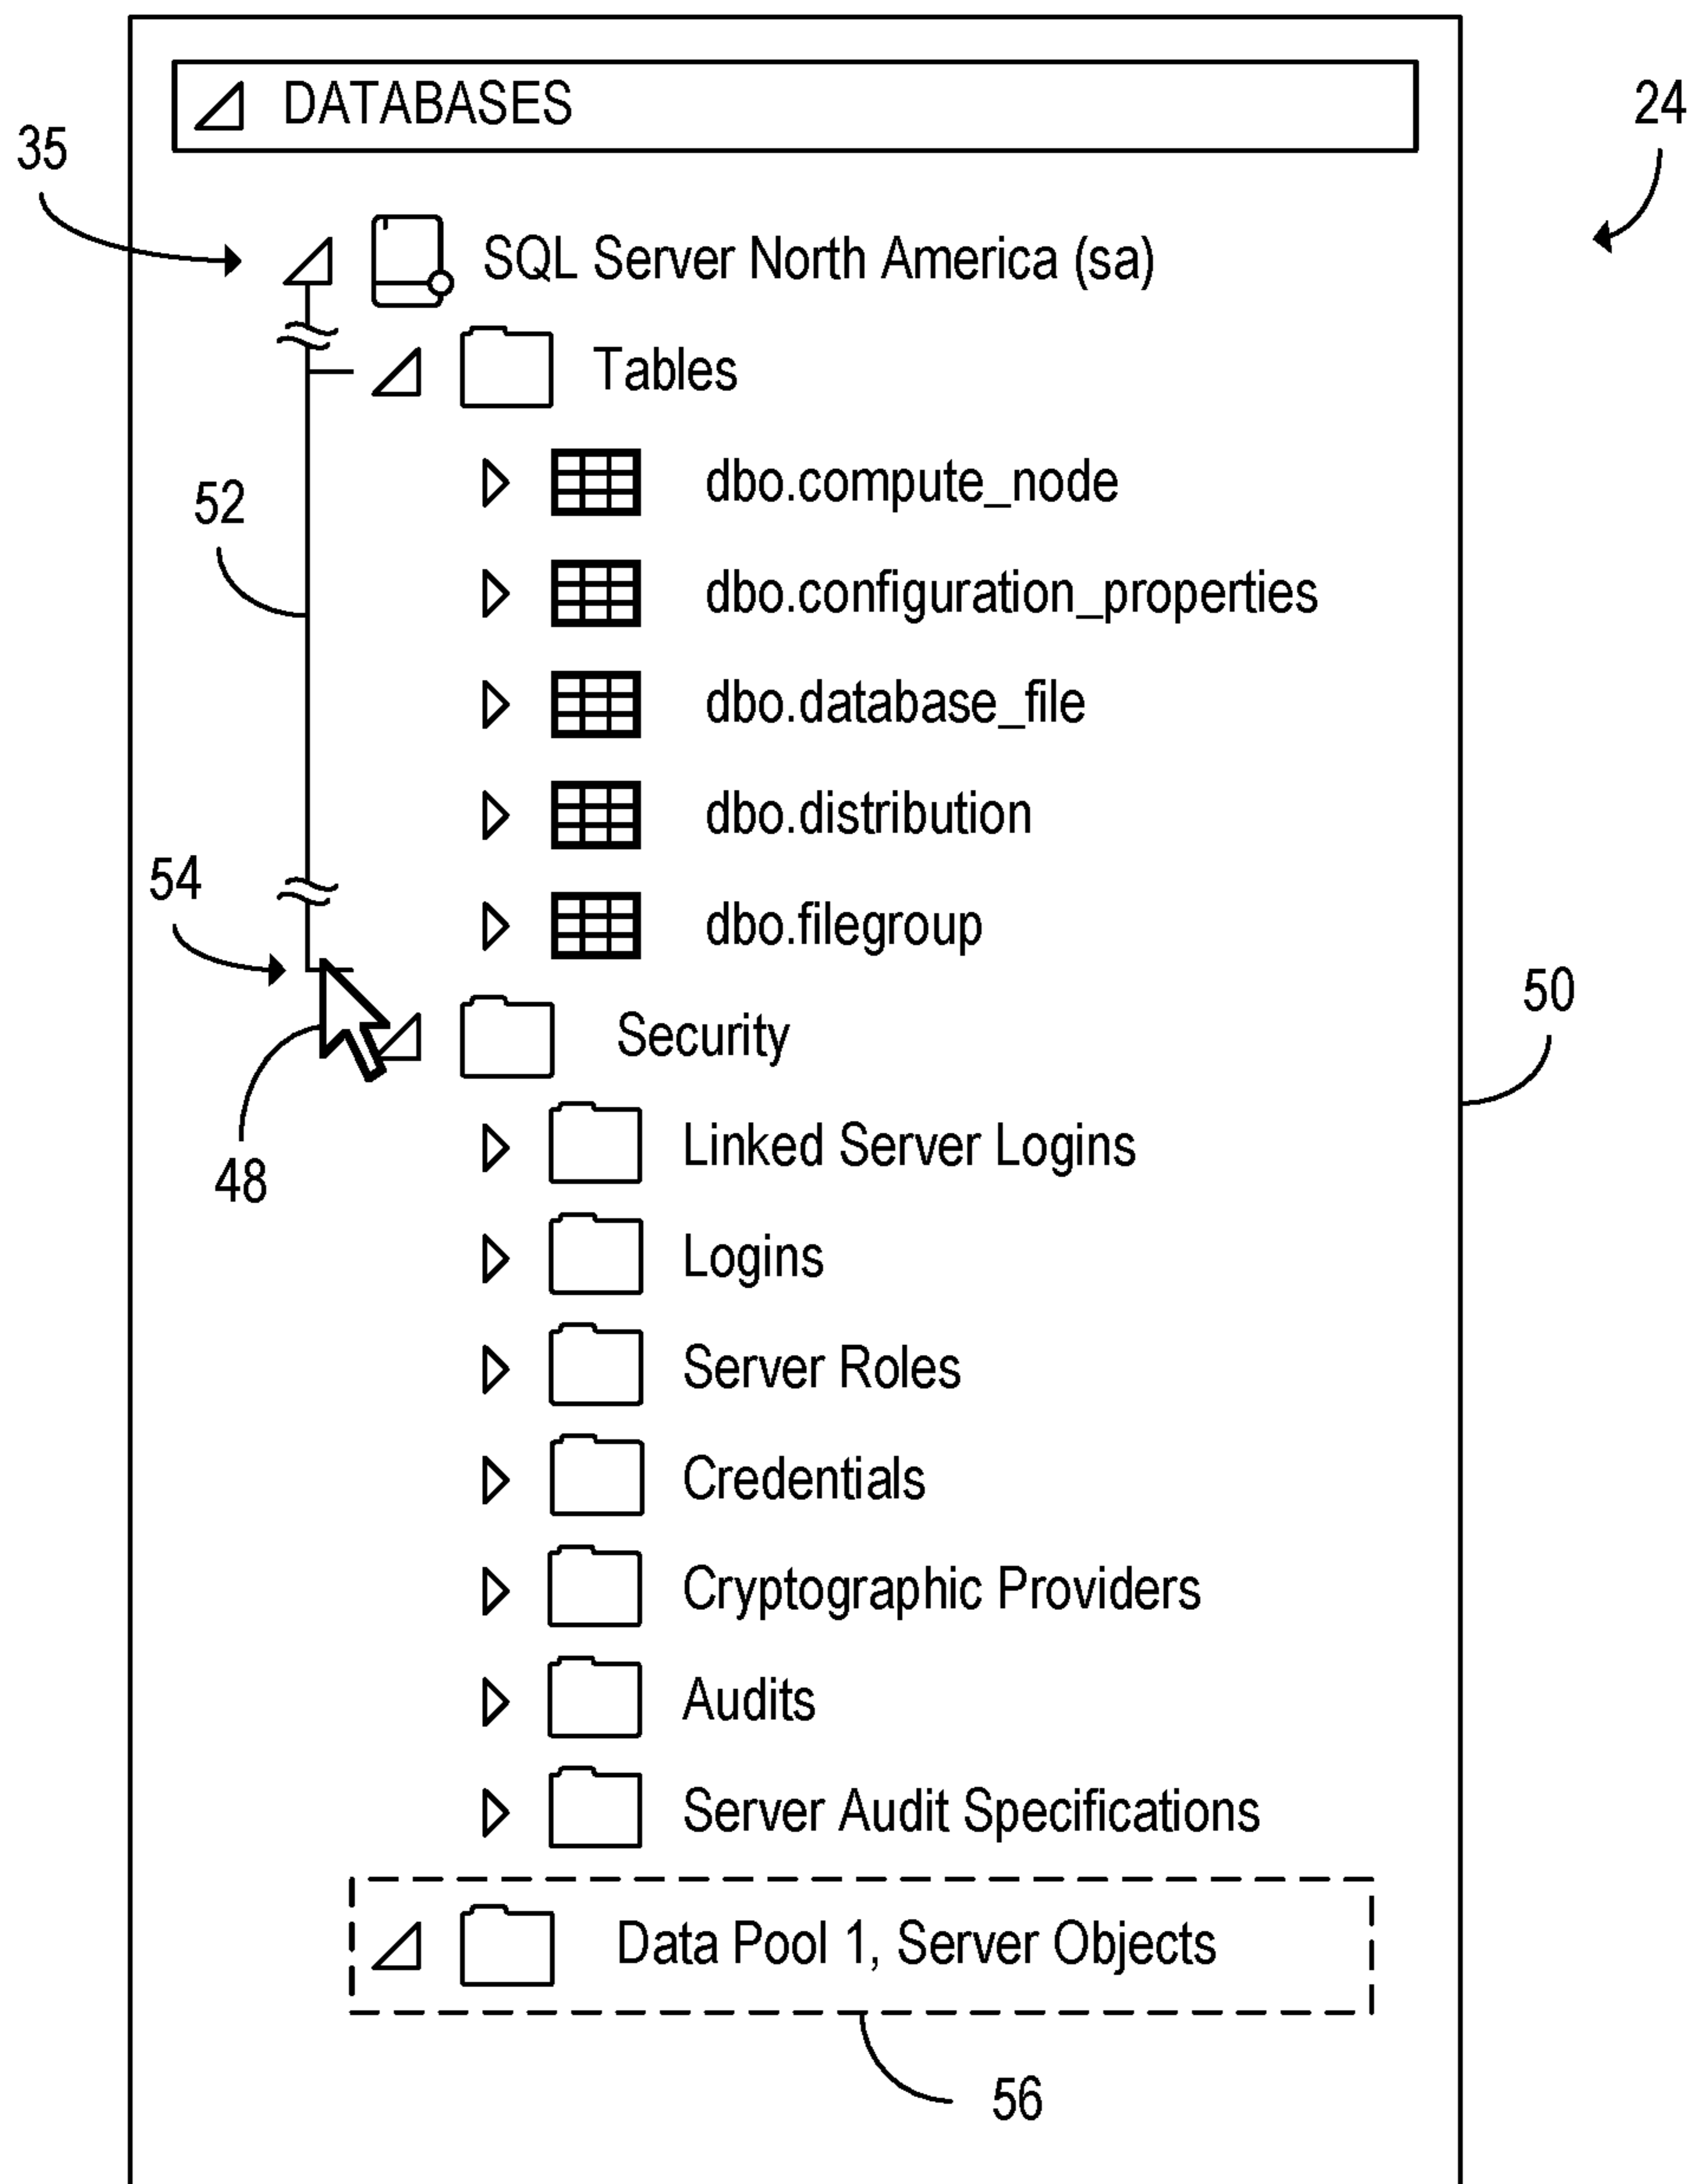 DATABASES
24
35
SQL Server North America (sa)
Tables
dbo.compute_node
52
dbo.configuration_properties
dbo.database_file
dbo.distribution
54
dbo.filegroup
50
Security
Linked Server Logins
48
Logins
Server Roles
Credentials
Cryptographic Providers
Audits
Server Audit Specifications
Data Pool 1, Server Objects
56